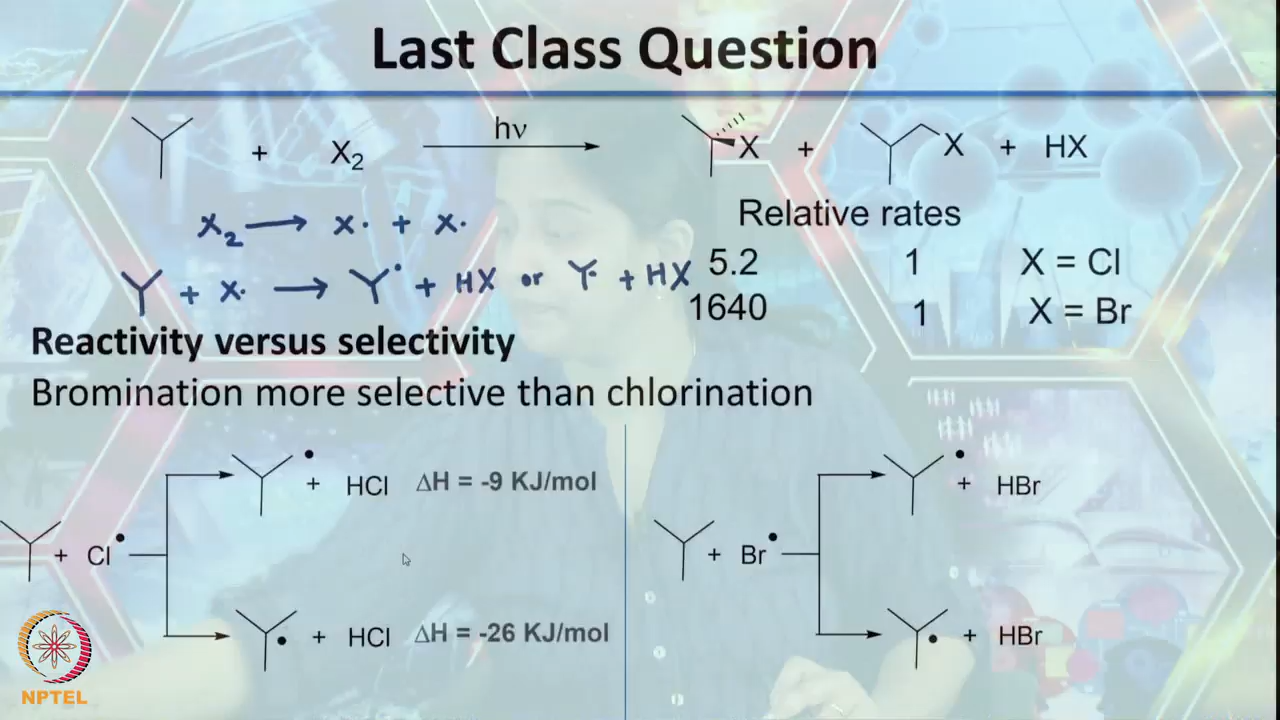 Last Class Question
+ X₂ hν X + X + HX
Relative rates
X₂ → X· + X·
+ X· → · + HX or · + HX
5.2 1 X = Cl
1640 1 X = Br
Reactivity versus selectivity
Bromination more selective than chlorination
+ Cl•
• + HCl ΔH = -9 KJ/mol
• + HCl ΔH = -26 KJ/mol
+ Br•
• + HBr
• + HBr
NPTEL